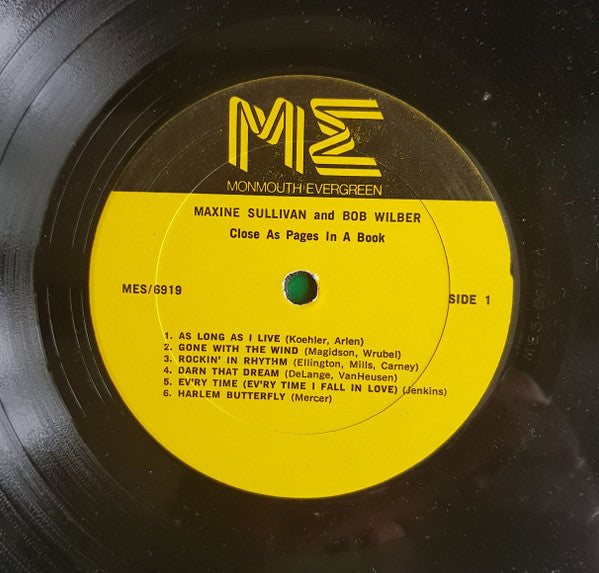 ME
MONMOUTH/EVERGREEN
MAXINE SULLIVAN and BOB WILBER
Close As Pages In A Book
MES/6919
SIDE 1
1. AS LONG AS I LIVE (Koehler, Arlen)
2. GONE WITH THE WIND (Magidson, Wrubel)
3. ROCKIN' IN RHYTHM (Ellington, Mills, Carney)
4. DARN THAT DREAM (DeLange, VanHeusen)
5. EV'RY TIME (EV'RY TIME I FALL IN LOVE) (Jenkins)
6. HARLEM BUTTERFLY (Mercer)